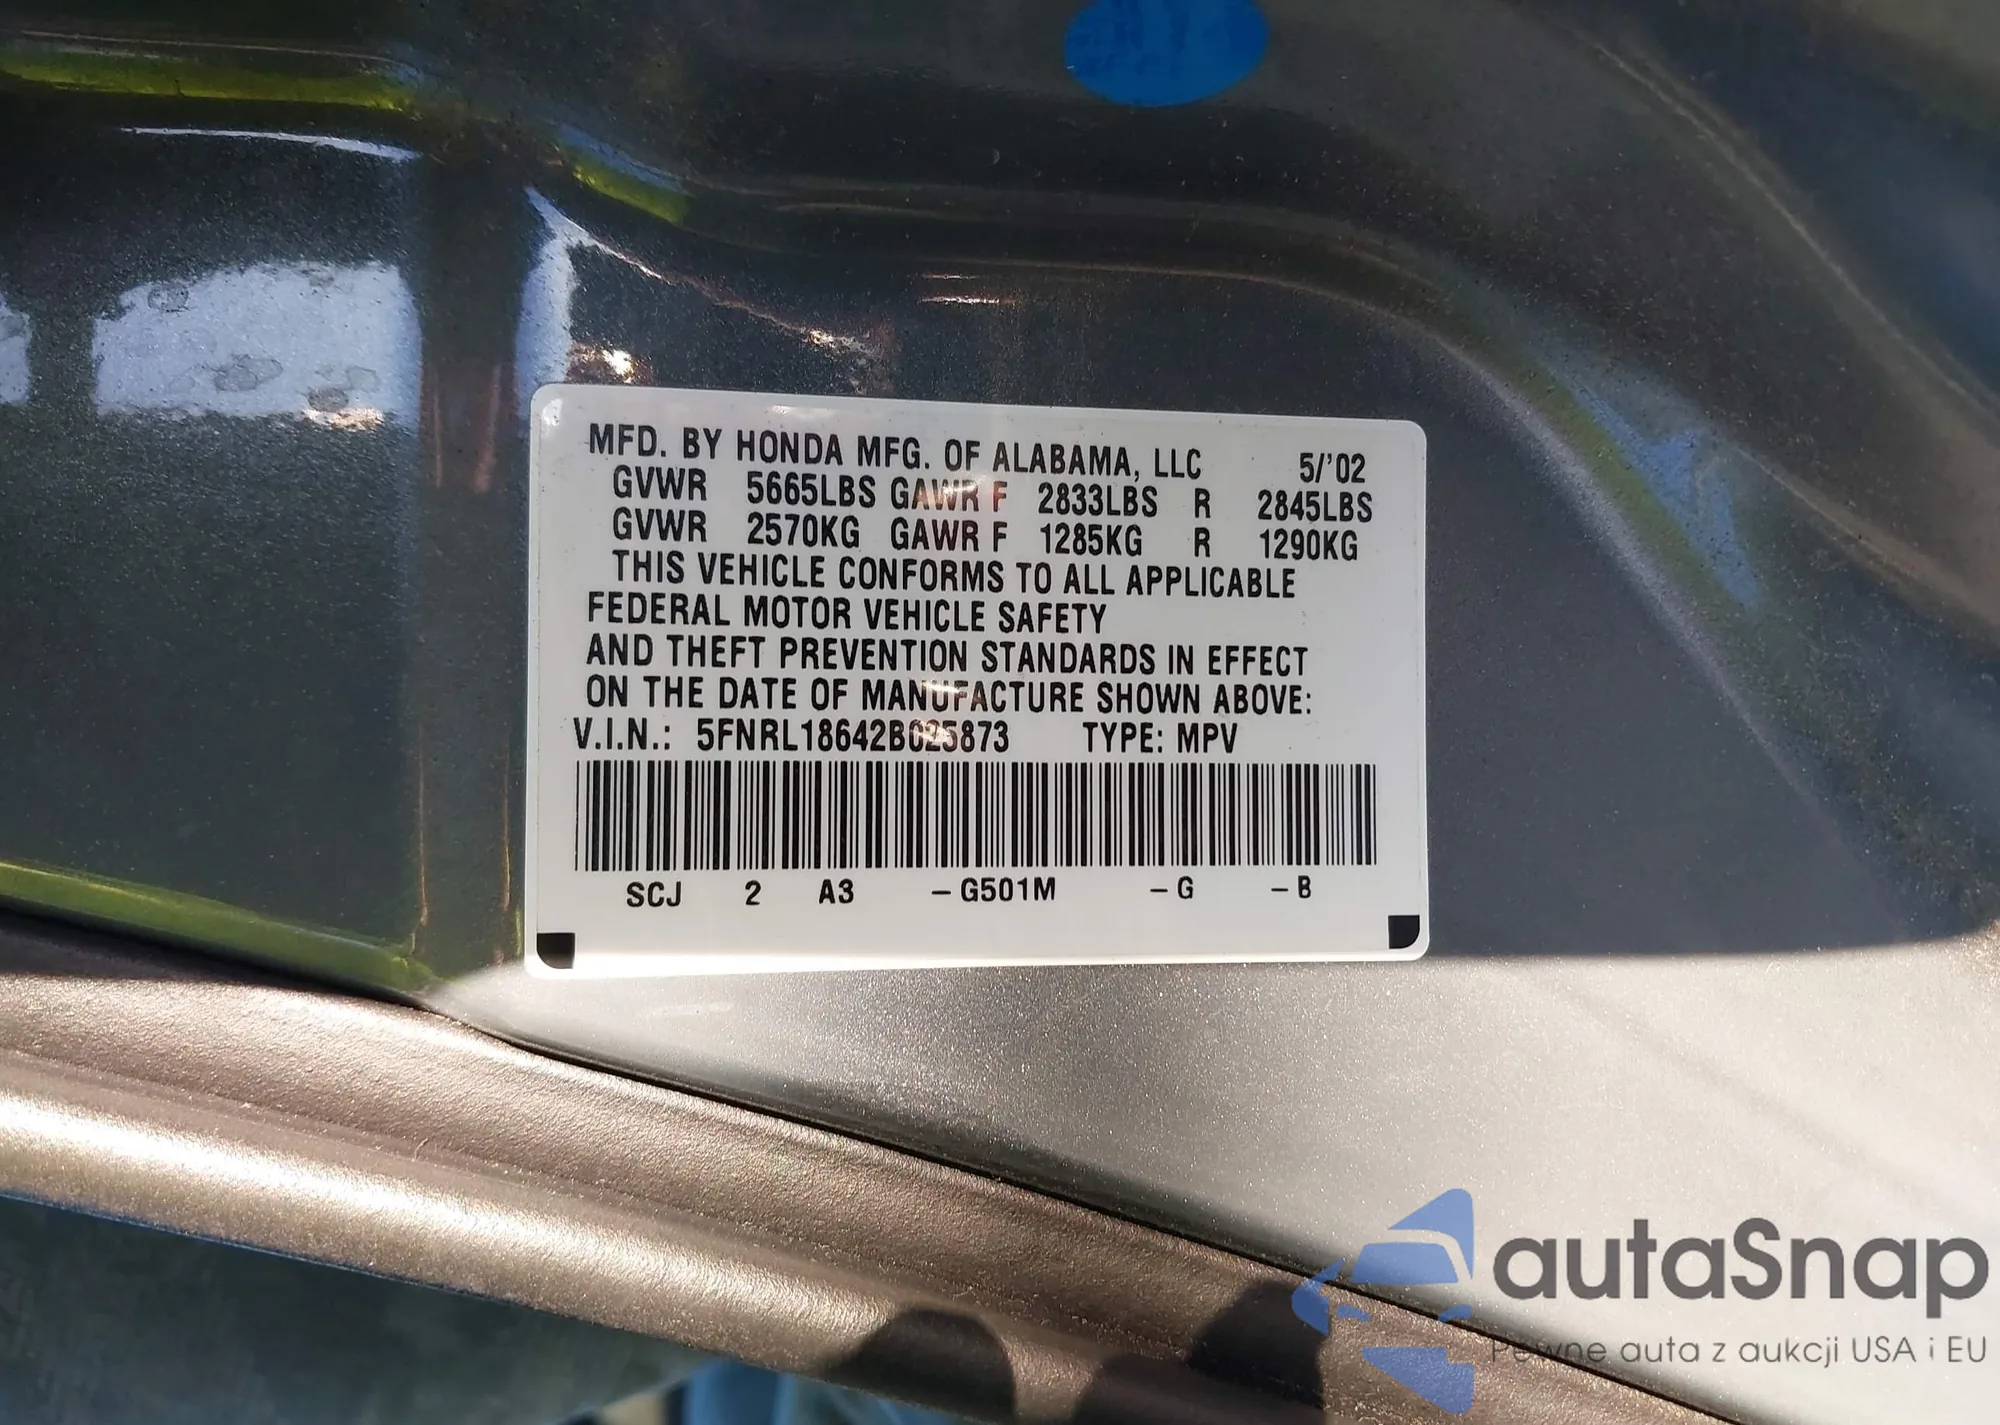 MFD. BY HONDA MFG. OF ALABAMA, LLC 5/'02
GVWR 5665LBS GAWR F 2833LBS R 2845LBS
GVWR 2570KG GAWR F 1285KG R 1290KG
THIS VEHICLE CONFORMS TO ALL APPLICABLE
FEDERAL MOTOR VEHICLE SAFETY
AND THEFT PREVENTION STANDARDS IN EFFECT
ON THE DATE OF MANUFACTURE SHOWN ABOVE:
V.I.N.: 5FNRL18642B025873 TYPE: MPV
SCJ 2 A3 – G501M – G – B
autaSnap
Pewne auta z aukcji USA i EU